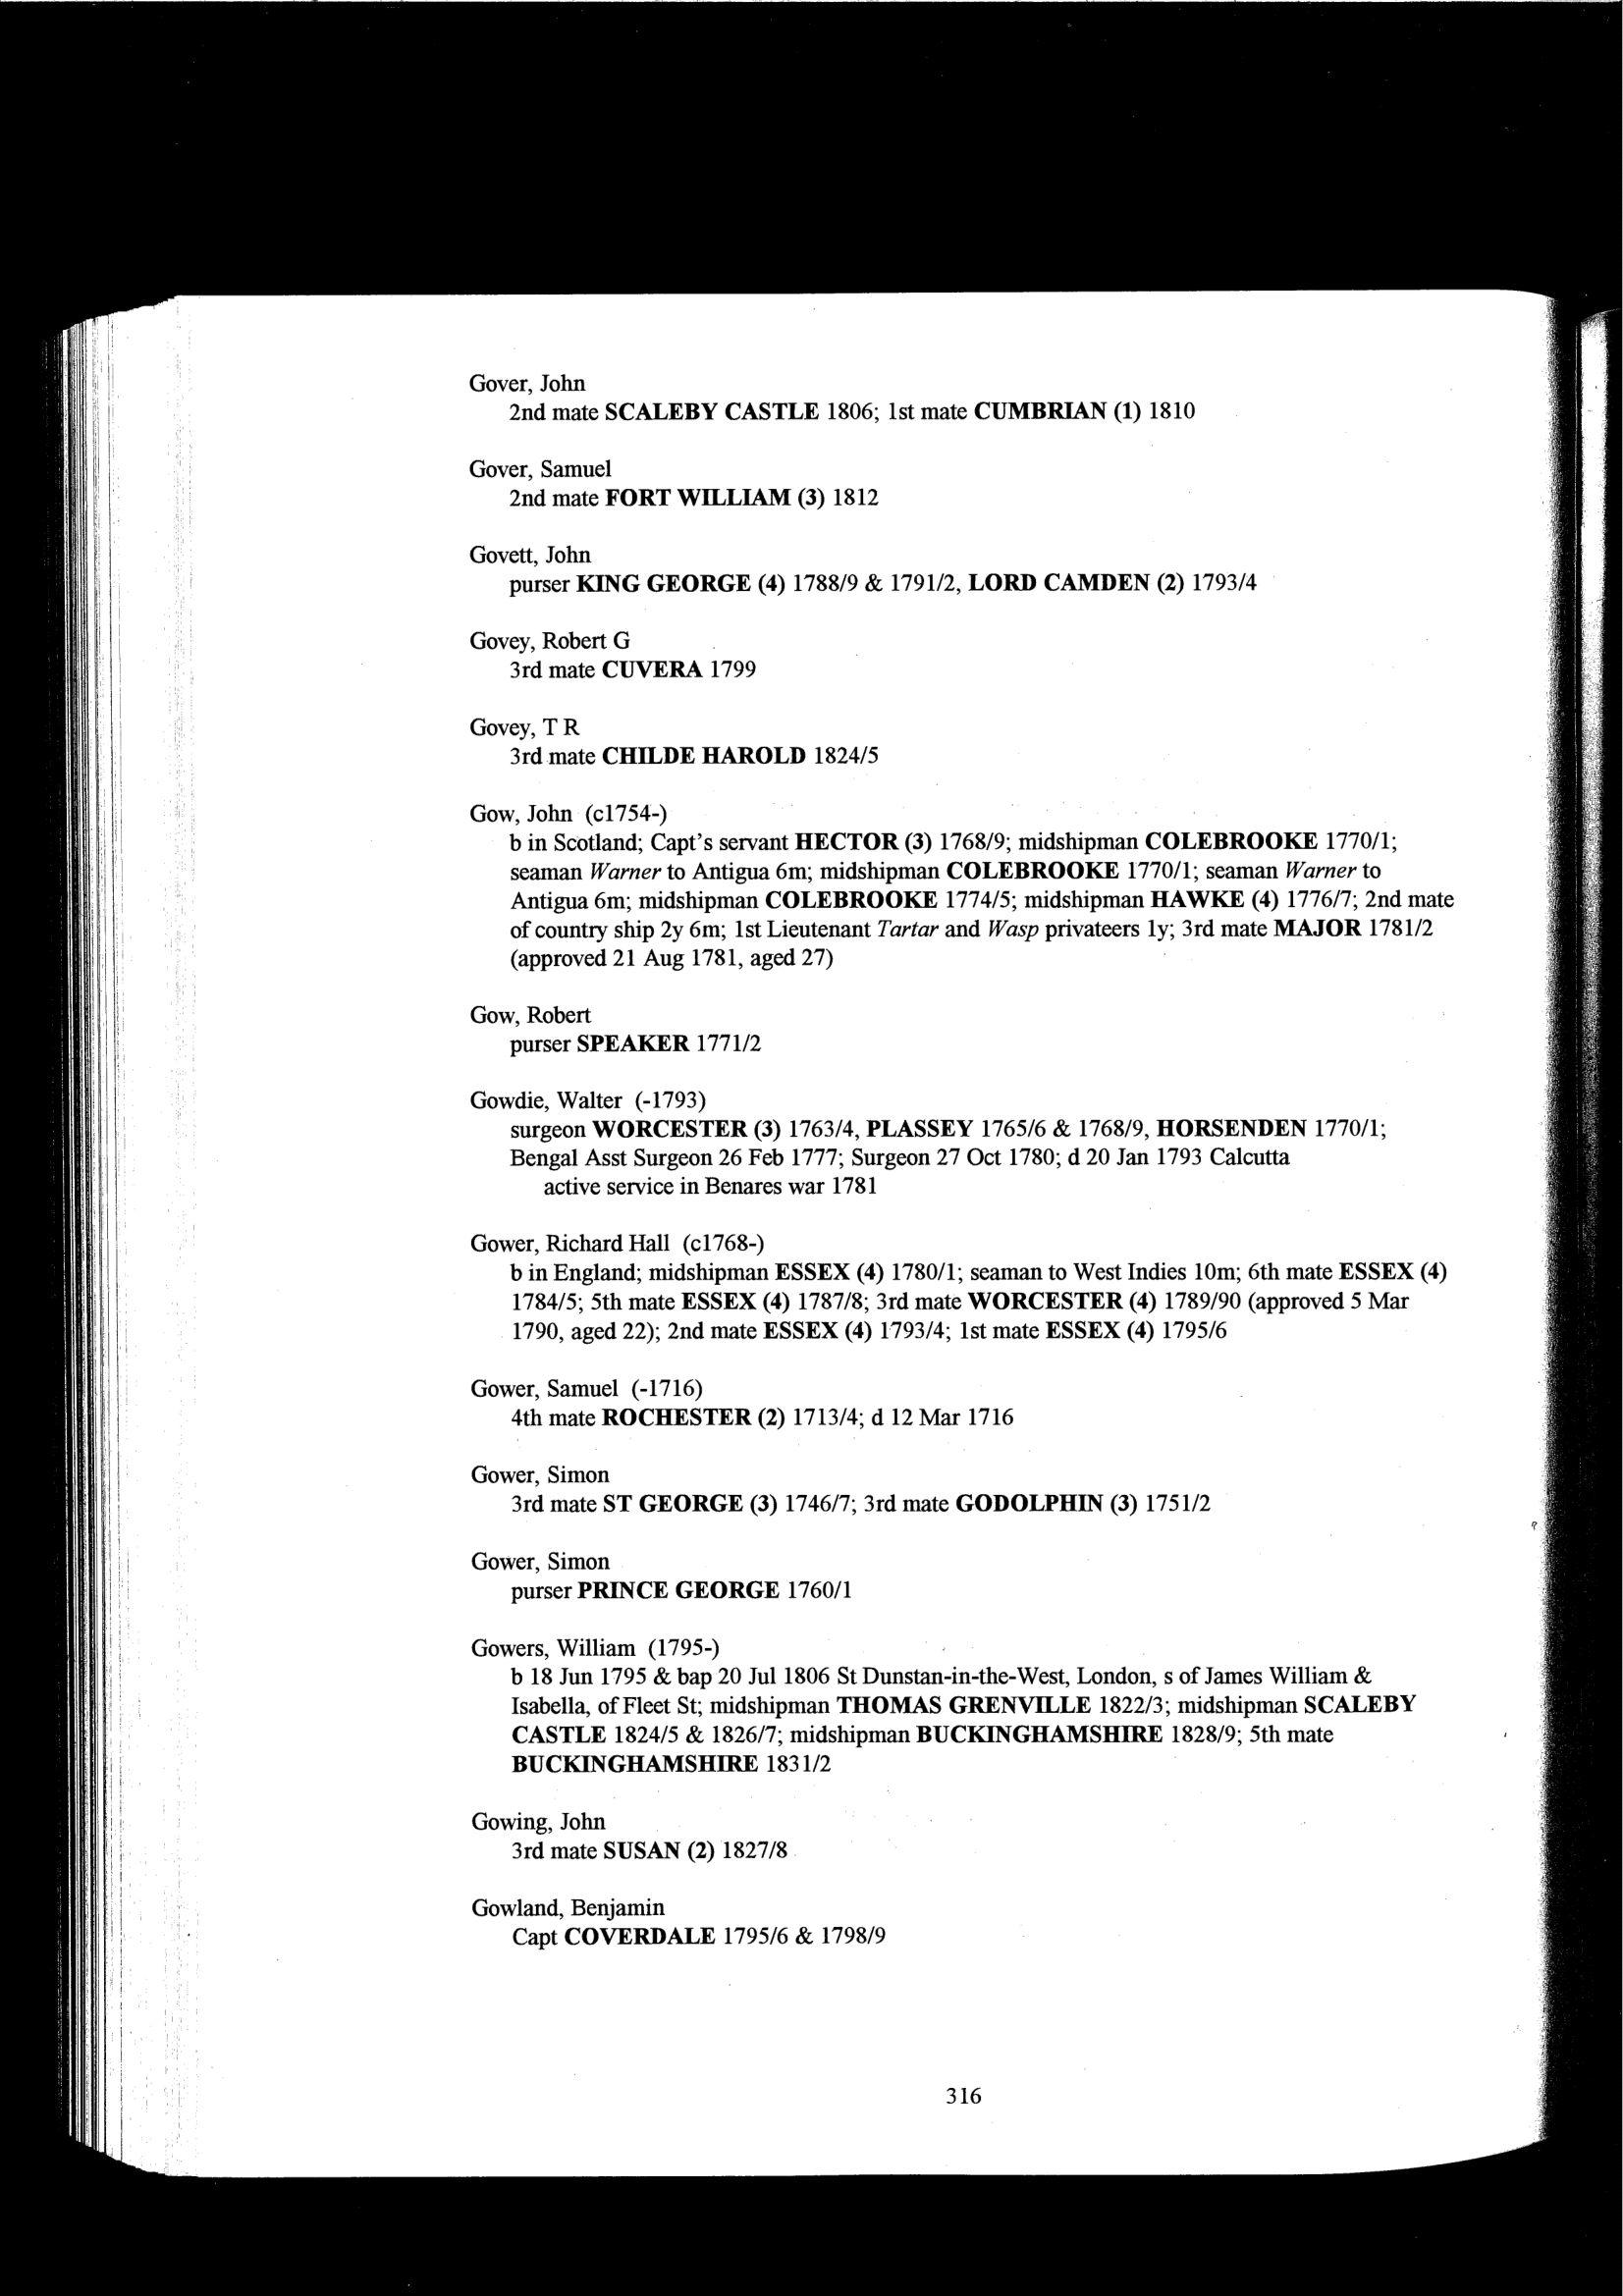 Gover, John
2nd mate SCALEBY CASTLE 1806; 1st mate CUMBRIAN (1) 1810
Gover, Samuel
2nd mate FORT WILLIAM (3) 1812
Govett, John
purser KING GEORGE (4) 1788/9 & 1791/2, LORD CAMDEN (2) 1793/4
Govey, Robert G
3rd mate CUVERA 1799
Govey, T R
3rd mate CHILDE HAROLD 1824/5
Gow, John (c1754-)
b in Scotland; Capt's servant HECTOR (3) 1768/9; midshipman COLEBROOKE 1770/1;
seaman Warner to Antigua 6m; midshipman COLEBROOKE 1770/1; seaman Warner to
Antigua 6m; midshipman COLEBROOKE 1774/5; midshipman HAWKE (4) 1776/7; 2nd mate
of country ship 2y 6m; 1st Lieutenant Tartar and Wasp privateers 1y; 3rd mate MAJOR 1781/2
(approved 21 Aug 1781, aged 27)
Gow, Robert
purser SPEAKER 1771/2
Gowdie, Walter (-1793)
surgeon WORCESTER (3) 1763/4, PLASSEY 1765/6 & 1768/9, HORSENDEN 1770/1;
Bengal Asst Surgeon 26 Feb 1777; Surgeon 27 Oct 1780; d 20 Jan 1793 Calcutta
active service in Benares war 1781
Gower, Richard Hall (c1768-)
b in England; midshipman ESSEX (4) 1780/1; seaman to West Indies 10m; 6th mate ESSEX (4)
1784/5; 5th mate ESSEX (4) 1787/8; 3rd mate WORCESTER (4) 1789/90 (approved 5 Mar
1790, aged 22); 2nd mate ESSEX (4) 1793/4; 1st mate ESSEX (4) 1795/6
Gower, Samuel (-1716)
4th mate ROCHESTER (2) 1713/4; d 12 Mar 1716
Gower, Simon
3rd mate ST GEORGE (3) 1746/7; 3rd mate GODOLPHIN (3) 1751/2
Gower, Simon
purser PRINCE GEORGE 1760/1
Gowers, William (1795-)
b 18 Jun 1795 & bap 20 Jul 1806 St Dunstan-in-the-West, London, s of James William &
Isabella, of Fleet St; midshipman THOMAS GRENVILLE 1822/3; midshipman SCALEBY
CASTLE 1824/5 & 1826/7; midshipman BUCKINGHAMSHIRE 1828/9; 5th mate
BUCKINGHAMSHIRE 1831/2
Gowing, John
3rd mate SUSAN (2) 1827/8
Gowland, Benjamin
Capt COVERDALE 1795/6 & 1798/9
316